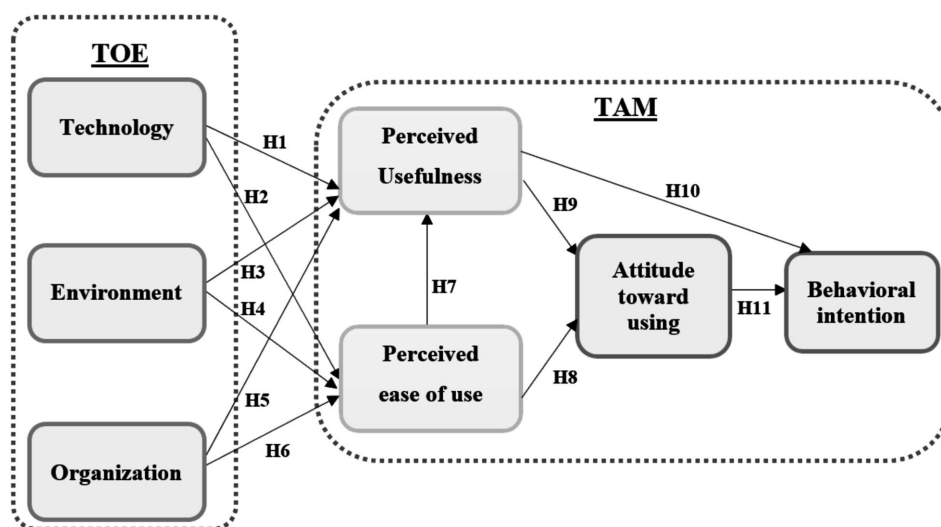 TOE
Technology
Environment
Organization
H1
H2
H3
H4
H5
H6
TAM
Perceived
Usefulness
H7
Perceived
ease of use
H9
H8
H10
Attitude
toward
using
H11
Behavioral
intention